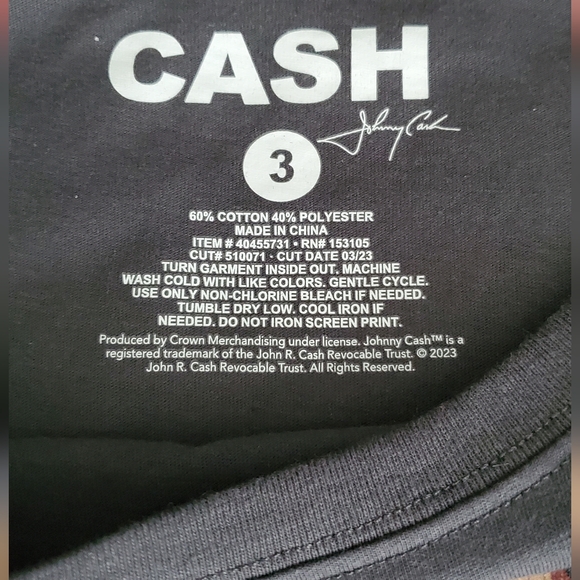 CASH
Johnny Cash
3
60% COTTON 40% POLYESTER
MADE IN CHINA
ITEM # 40455731 • RN# 153105
CUT# 510071 · CUT DATE 03/23
TURN GARMENT INSIDE OUT. MACHINE
WASH COLD WITH LIKE COLORS. GENTLE CYCLE.
USE ONLY NON-CHLORINE BLEACH IF NEEDED.
TUMBLE DRY LOW. COOL IRON IF
NEEDED. DO NOT IRON SCREEN PRINT.
Produced by Crown Merchandising under license. Johnny Cash™ is a
registered trademark of the John R. Cash Revocable Trust. © 2023
John R. Cash Revocable Trust. All Rights Reserved.